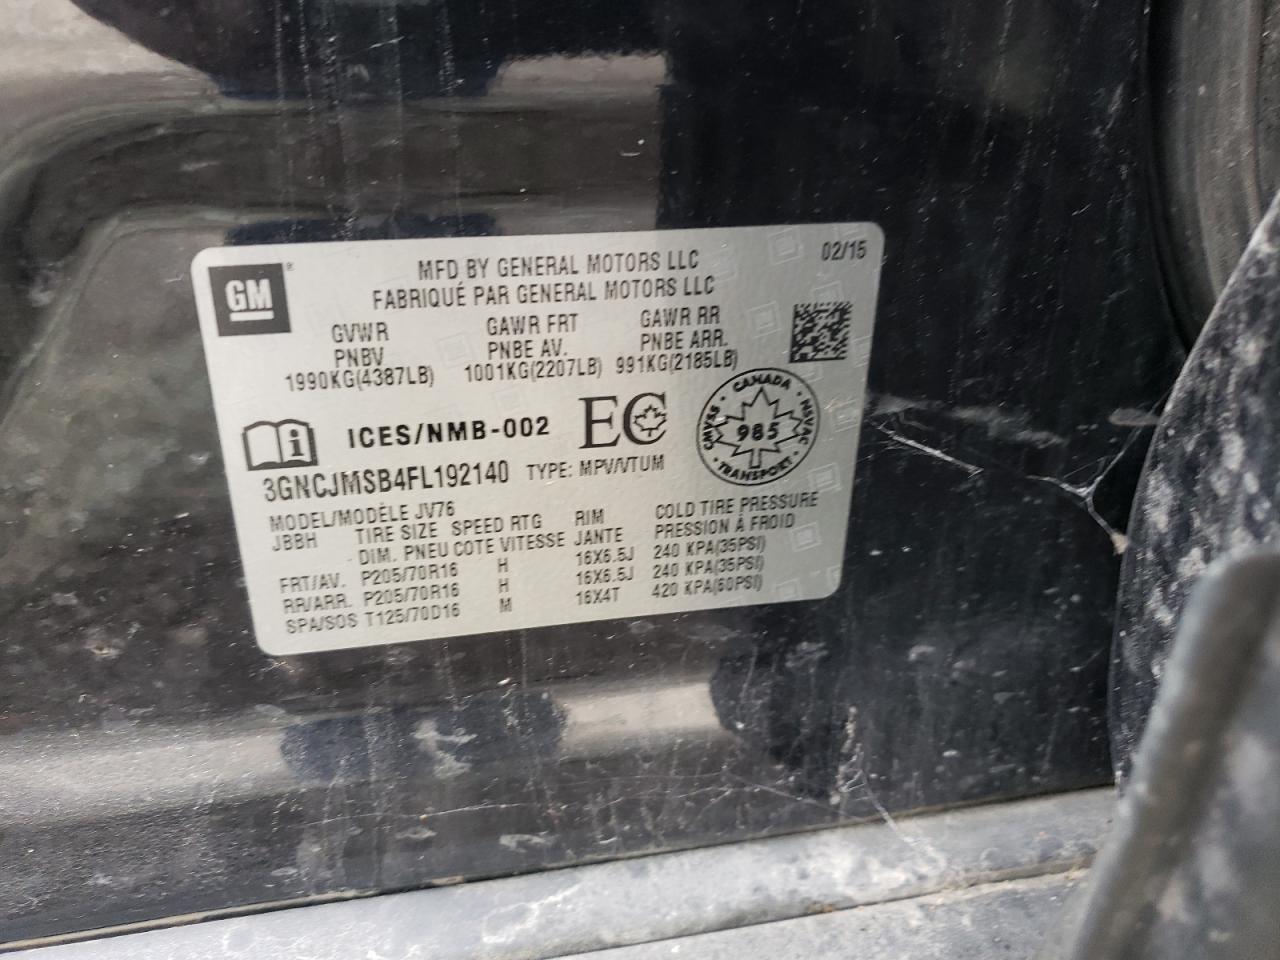 GM
MFD BY GENERAL MOTORS LLC 02/15
FABRIQUÉ PAR GENERAL MOTORS LLC
GVWR GAWR FRT GAWR RR
PNBV PNBE AV. PNBE ARR.
1990KG(4387LB) 1001KG(2207LB) 991KG(2185LB)
ICES/NMB-002 EC
CANADA
CMVSS 985 NSVAC
TRANSPORT
3GNCJMSB4FL192140 TYPE: MPV/VTUM
MODEL/MODÈLE JV76
JBBH TIRE SIZE SPEED RTG RIM COLD TIRE PRESSURE
DIM. PNEU COTE VITESSE JANTE PRESSION À FROID
FRT/AV. P205/70R16 H 16X6.5J 240 KPA(35PSI)
RR/ARR. P205/70R16 H 16X6.5J 240 KPA(35PSI)
SPA/SOS T125/70D16 M 16X4T 420 KPA(60PSI)